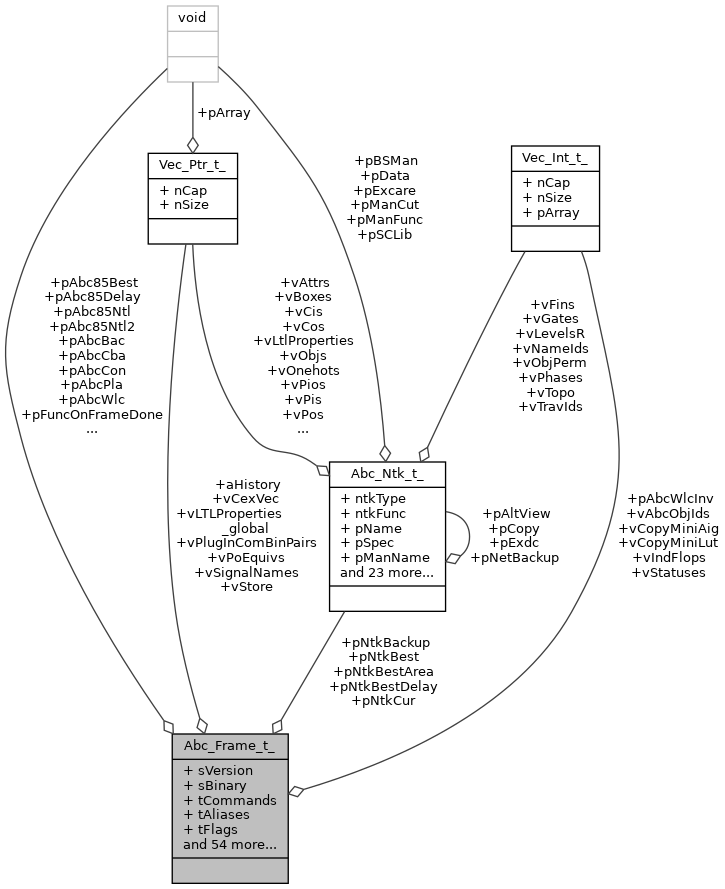 void
+pArray
Vec_Ptr_t_
+ nCap
+ nSize
+pBSMan
+pData
+pExcare
+pManCut
+pManFunc
+pSCLib
Vec_Int_t_
+ nCap
+ nSize
+ pArray
+pAbc85Best
+pAbc85Delay
+pAbc85Ntl
+pAbc85Ntl2
+pAbcBac
+pAbcCba
+pAbcCon
+pAbcPla
+pAbcWlc
+pFuncOnFrameDone
...
+vAttrs
+vBoxes
+vCis
+vCos
+vLtlProperties
+vObjs
+vOnehots
+vPios
+vPis
+vPos
...
+vFins
+vGates
+vLevelsR
+vNameIds
+vObjPerm
+vPhases
+vTopo
+vTravIds
Abc_Ntk_t_
+ ntkType
+ ntkFunc
+ pName
+ pSpec
+ pManName
and 23 more...
+aHistory
+vCexVec
+vLTLProperties
_global
+vPlugInComBinPairs
+vPoEquivs
+vSignalNames
+vStore
+pAltView
+pCopy
+pExdc
+pNetBackup
+pAbcWlcInv
+vAbcObjIds
+vCopyMiniAig
+vCopyMiniLut
+vIndFlops
+vStatuses
+pNtkBackup
+pNtkBest
+pNtkBestArea
+pNtkBestDelay
+pNtkCur
Abc_Frame_t_
+ sVersion
+ sBinary
+ tCommands
+ tAliases
+ tFlags
and 54 more...